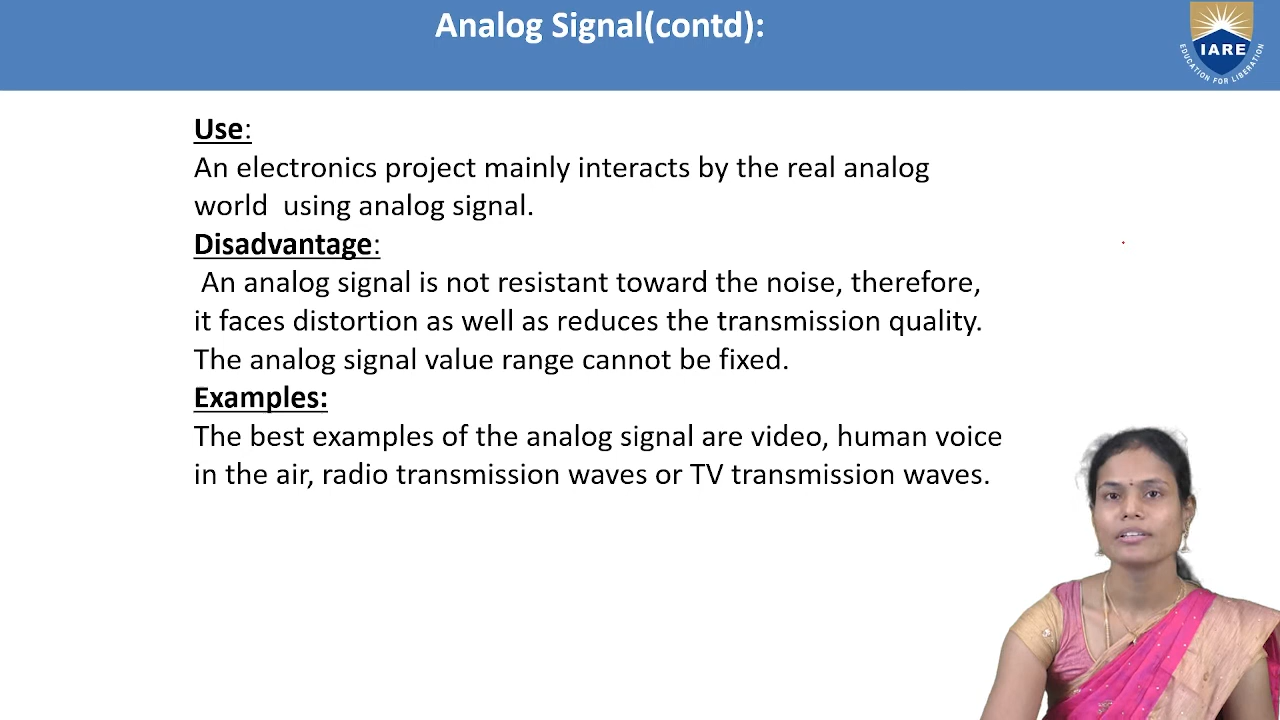 Analog Signal(contd):
IARE
EDUCATION FOR LIBERATION
Use:
An electronics project mainly interacts by the real analog
world  using analog signal.
Disadvantage:
An analog signal is not resistant toward the noise, therefore,
it faces distortion as well as reduces the transmission quality.
The analog signal value range cannot be fixed.
Examples:
The best examples of the analog signal are video, human voice
in the air, radio transmission waves or TV transmission waves.